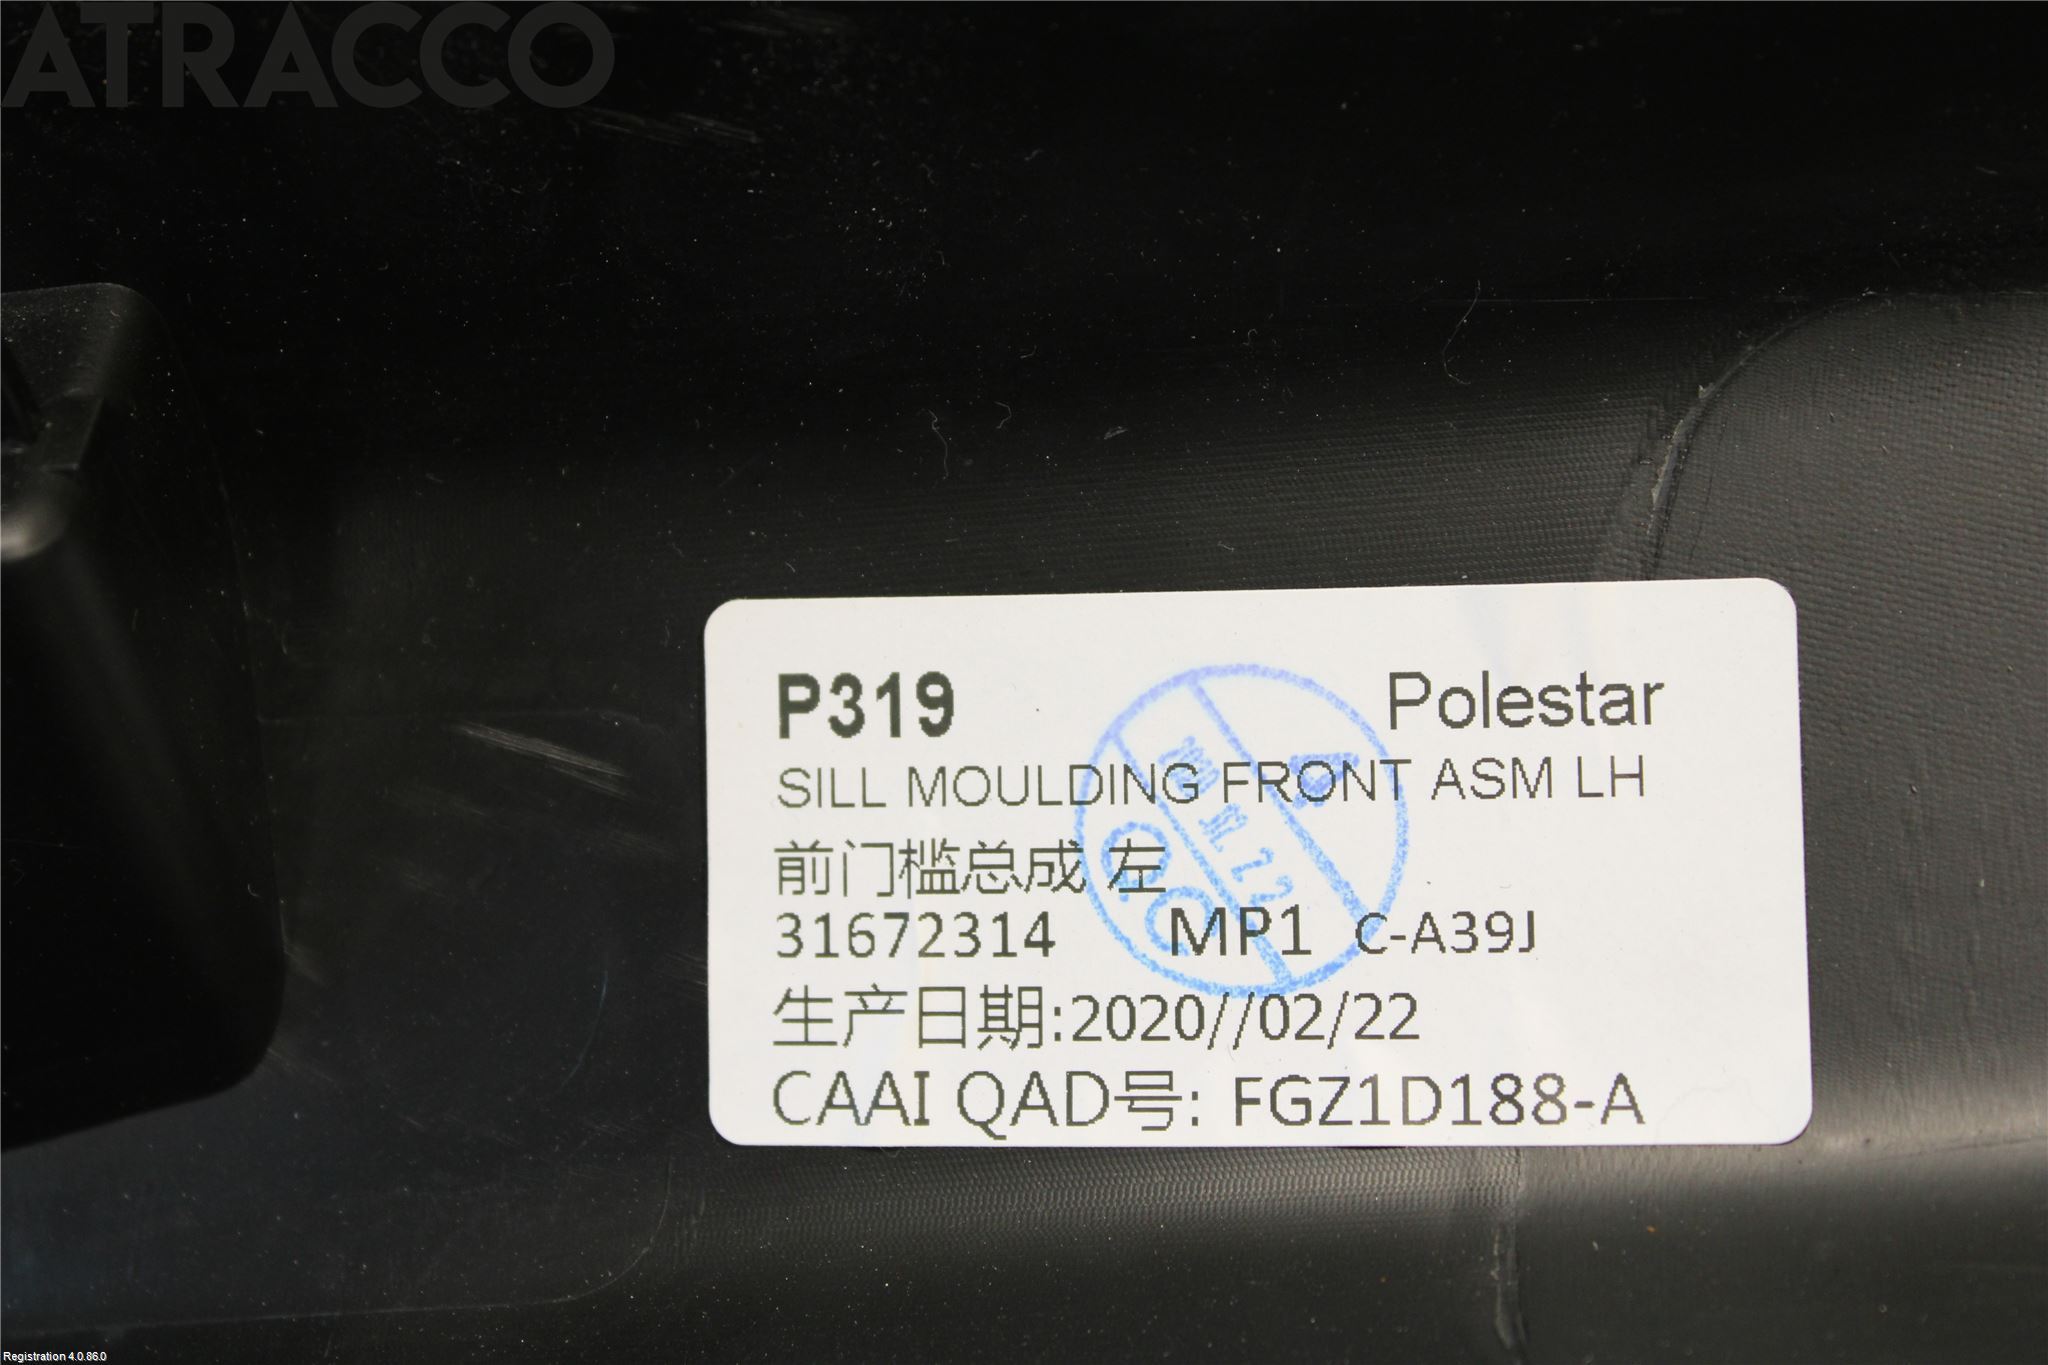 ATRACCO
P319 Polestar
SILL MOULDING FRONT ASM LH
前门槛总成 左
31672314 MP1 C-A39J
生产日期:2020//02/22
CAAI QAD号: FGZ1D188-A
QC
Registration 4.0.86.0